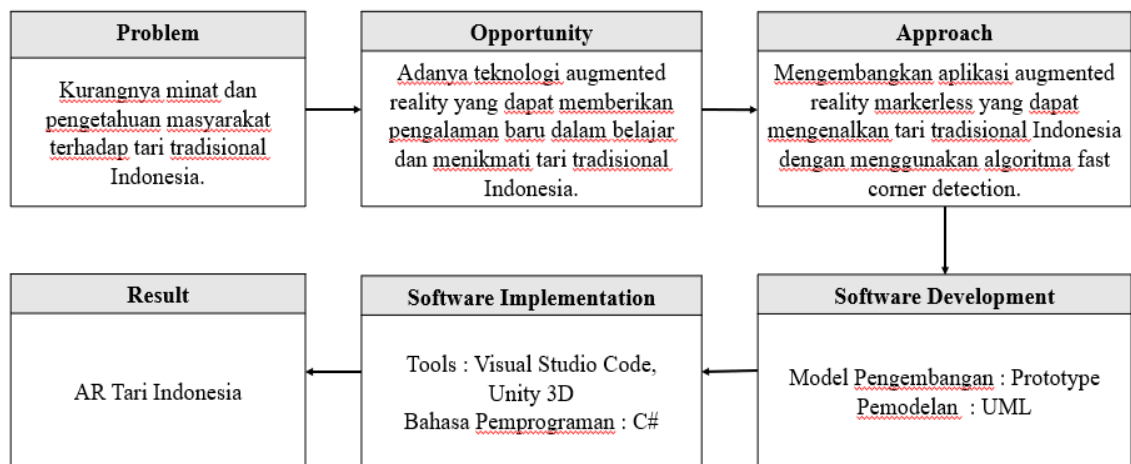 Problem
Kurangnya minat dan
pengetahuan masyarakat
terhadap tari tradisional
Indonesia.
Opportunity
Adanya teknologi augmented
reality yang dapat memberikan
pengalaman baru dalam belajar
dan menikmati tari tradisional
Indonesia.
Approach
Mengembangkan aplikasi augmented
reality markerless yang dapat
mengenalkan tari tradisional Indonesia
dengan menggunakan algoritma fast
corner detection.
Software Development
Model Pengembangan : Prototype
Pemodelan : UML
Software Implementation
Tools : Visual Studio Code,
Unity 3D
Bahasa Pemprograman : C#
Result
AR Tari Indonesia